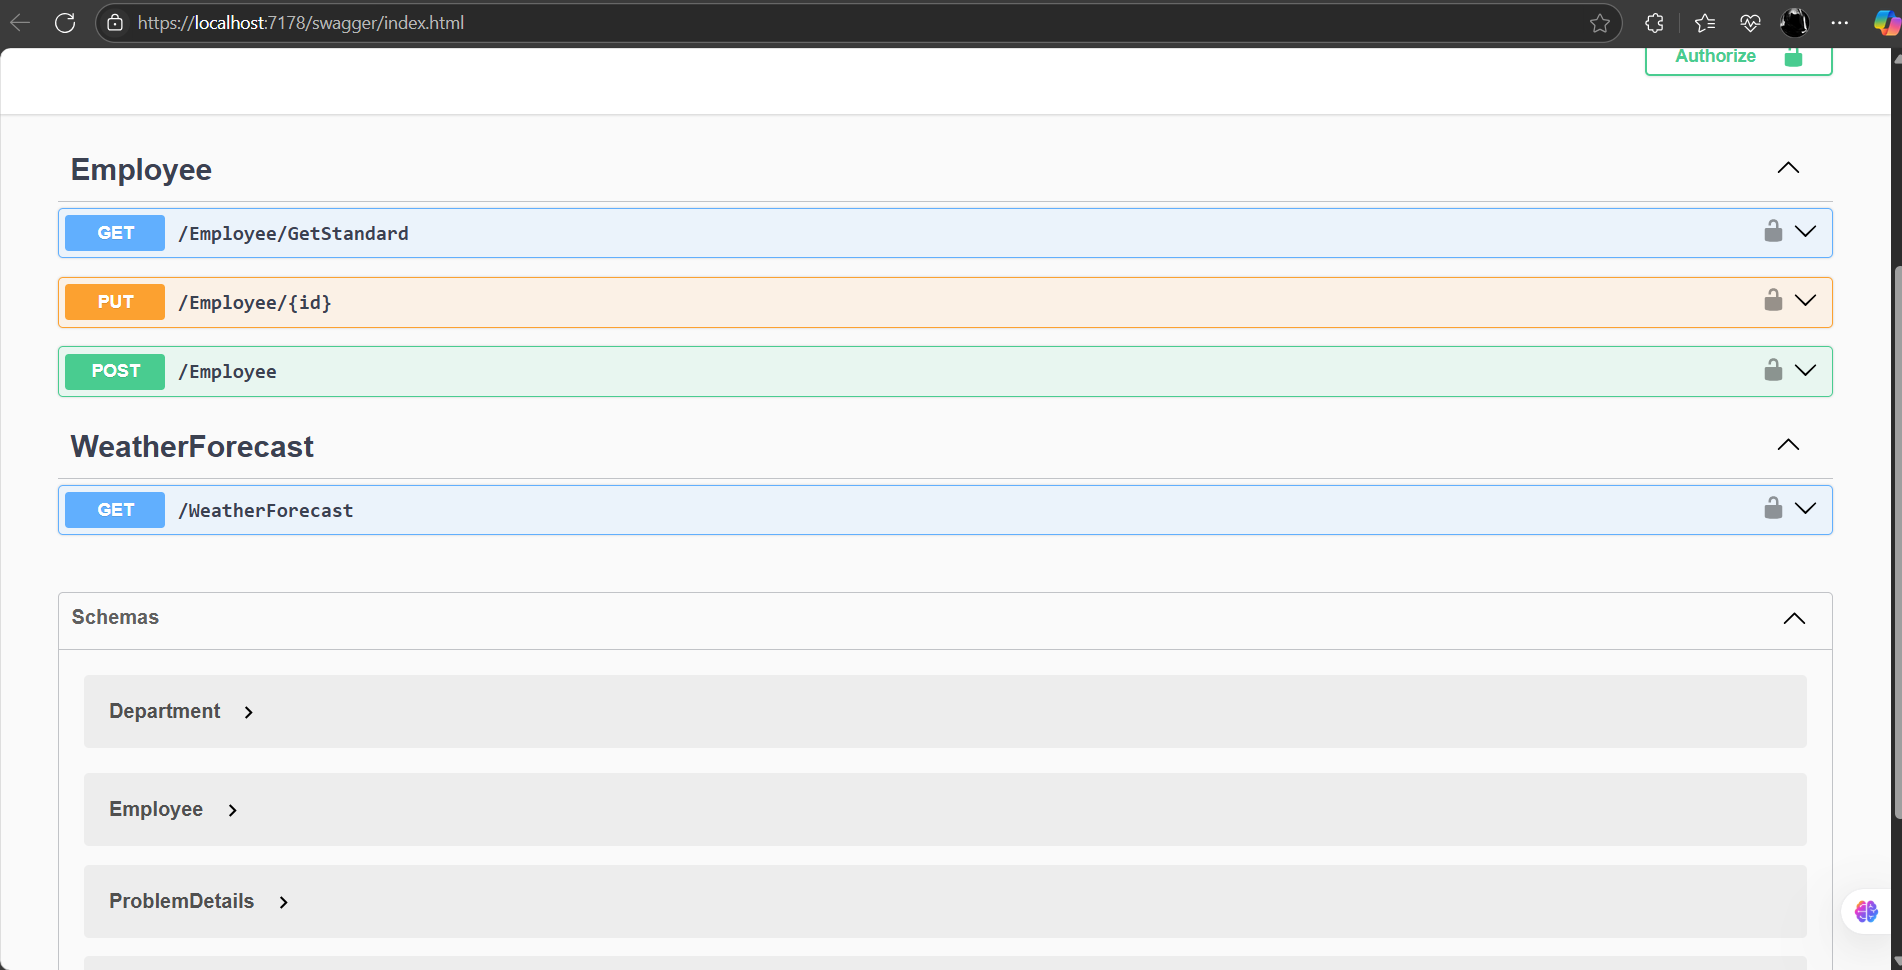 https://localhost:7178/swagger/index.html
Authorize
Employee
GET /Employee/GetStandard
PUT /Employee/{id}
POST /Employee
WeatherForecast
GET /WeatherForecast
Schemas
Department
Employee
ProblemDetails